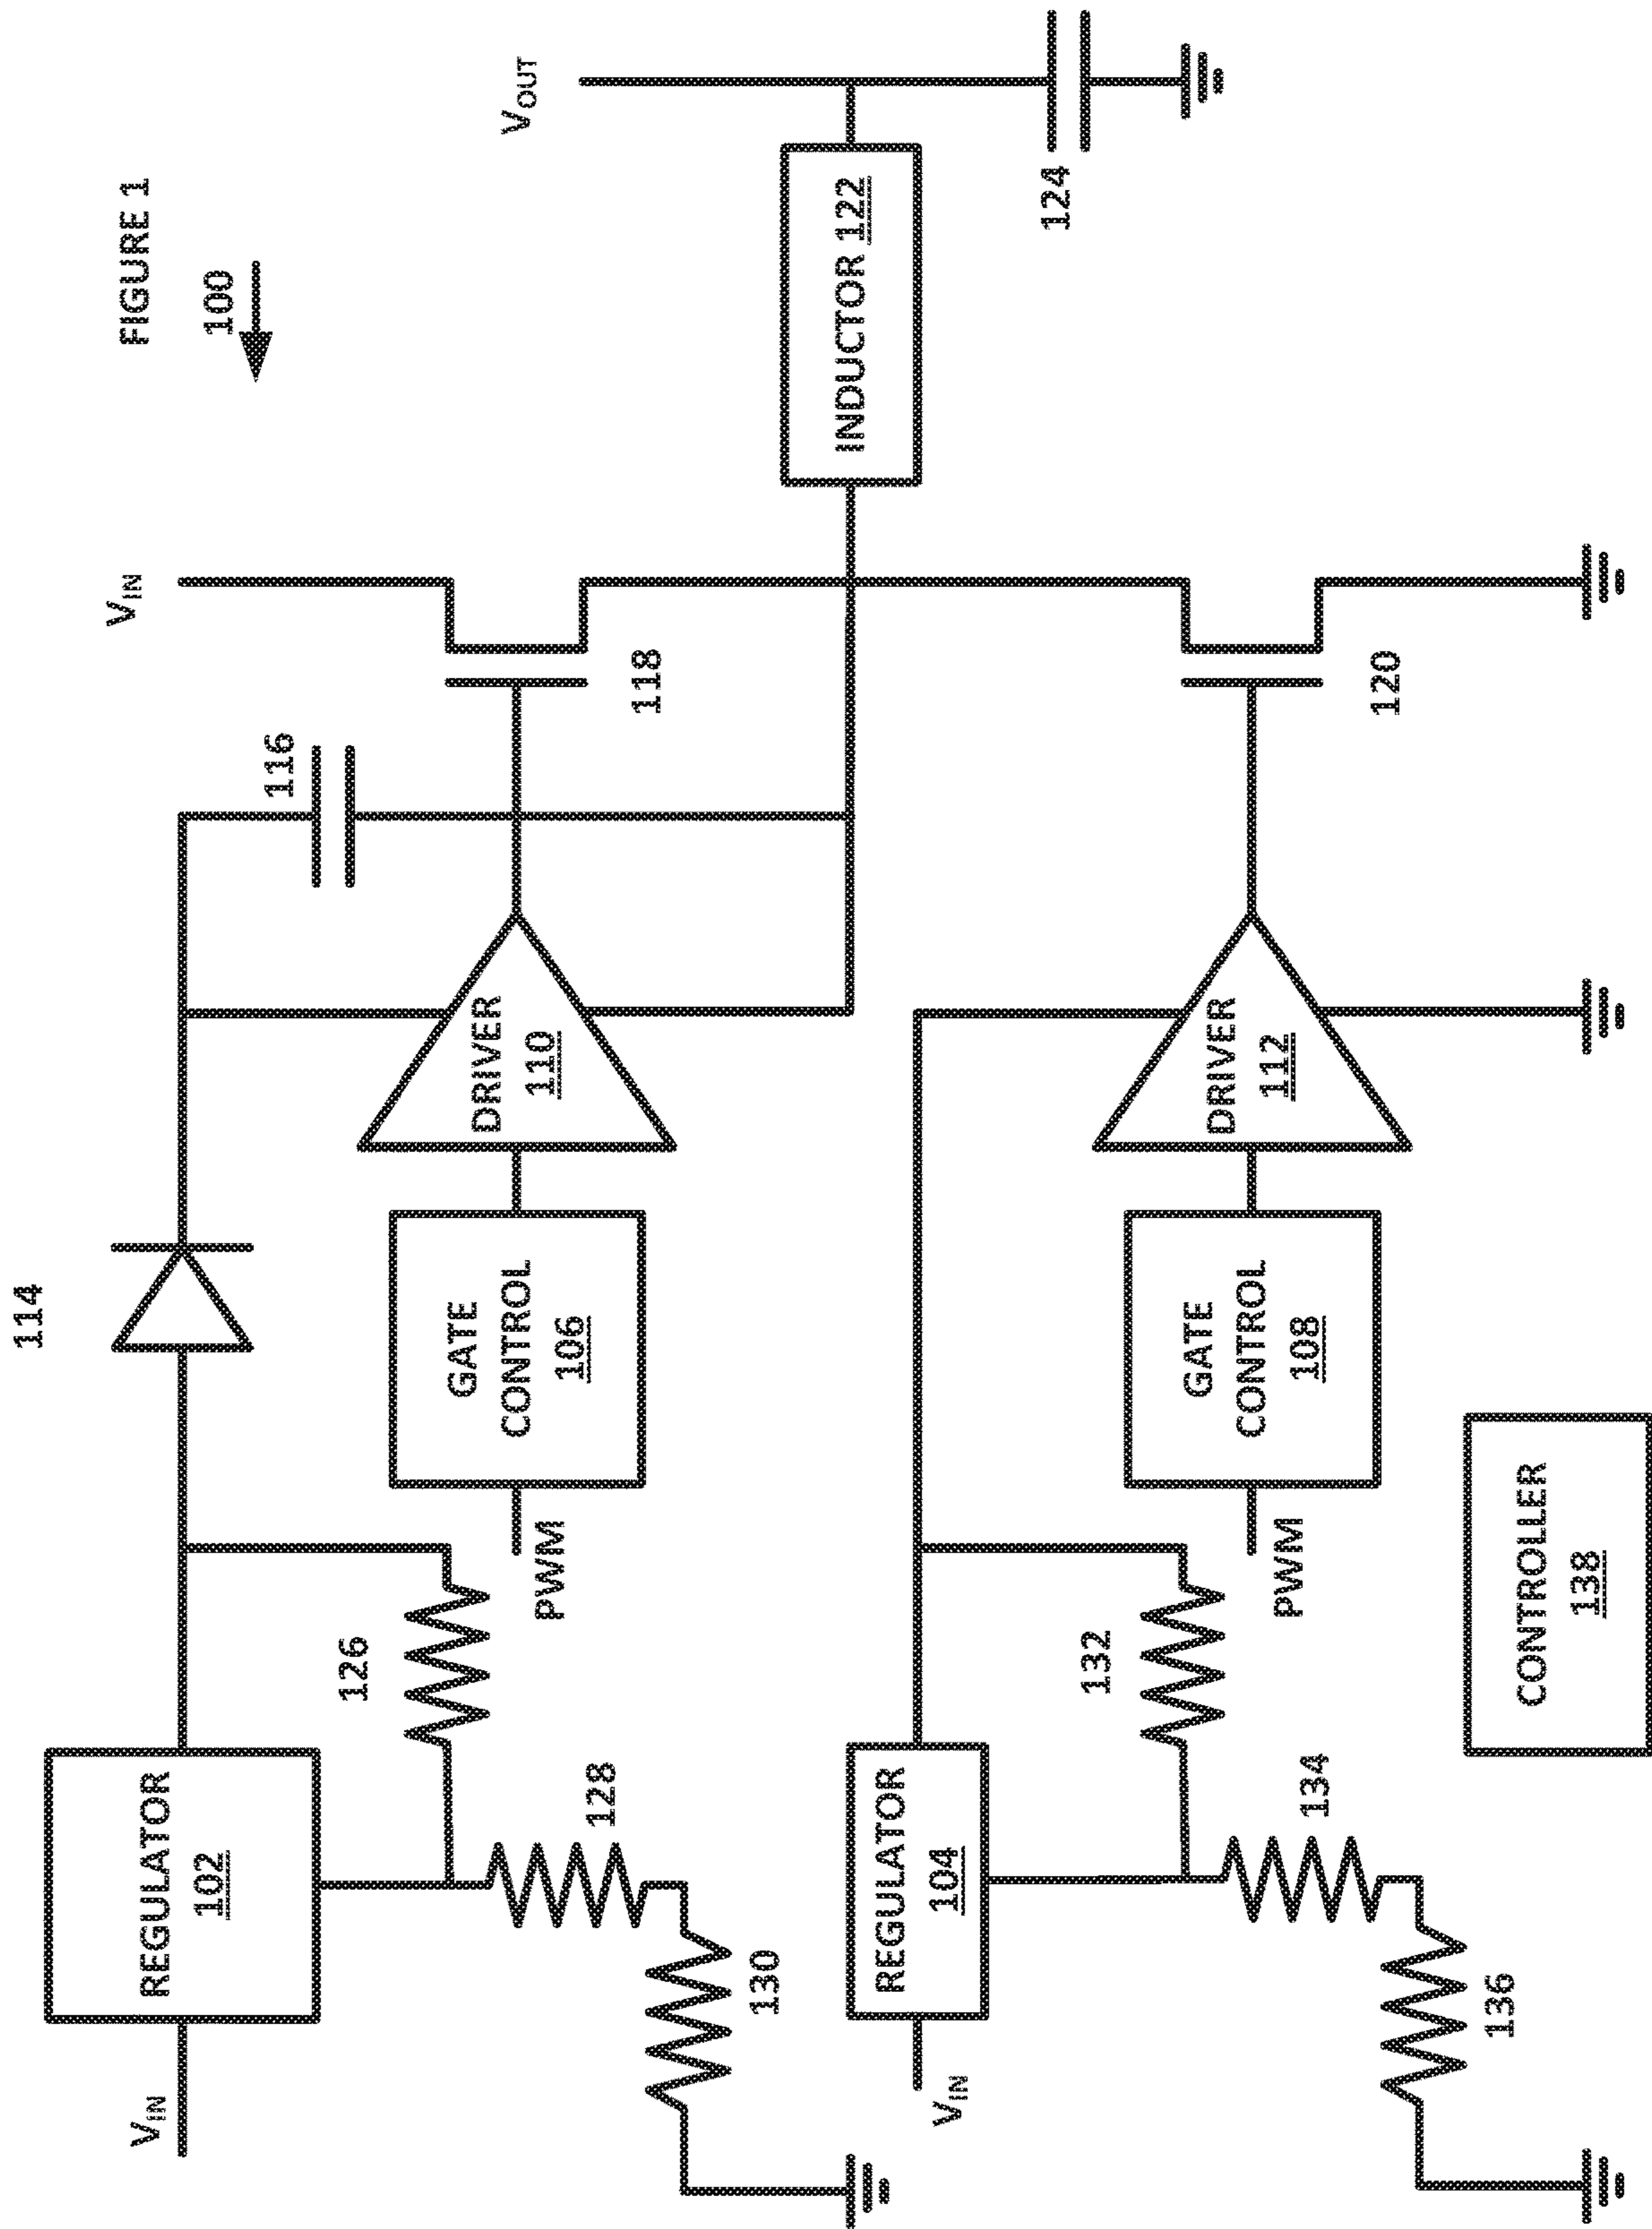 FIGURE 1
100
114
VIN
REGULATOR
102
126
128
130
GATE
CONTROL
106
PWM
DRIVER
110
116
VIN
118
VOUT
INDUCTOR 122
124
VIN
REGULATOR
104
132
134
136
GATE
CONTROL
108
PWM
DRIVER
112
120
CONTROLLER
138